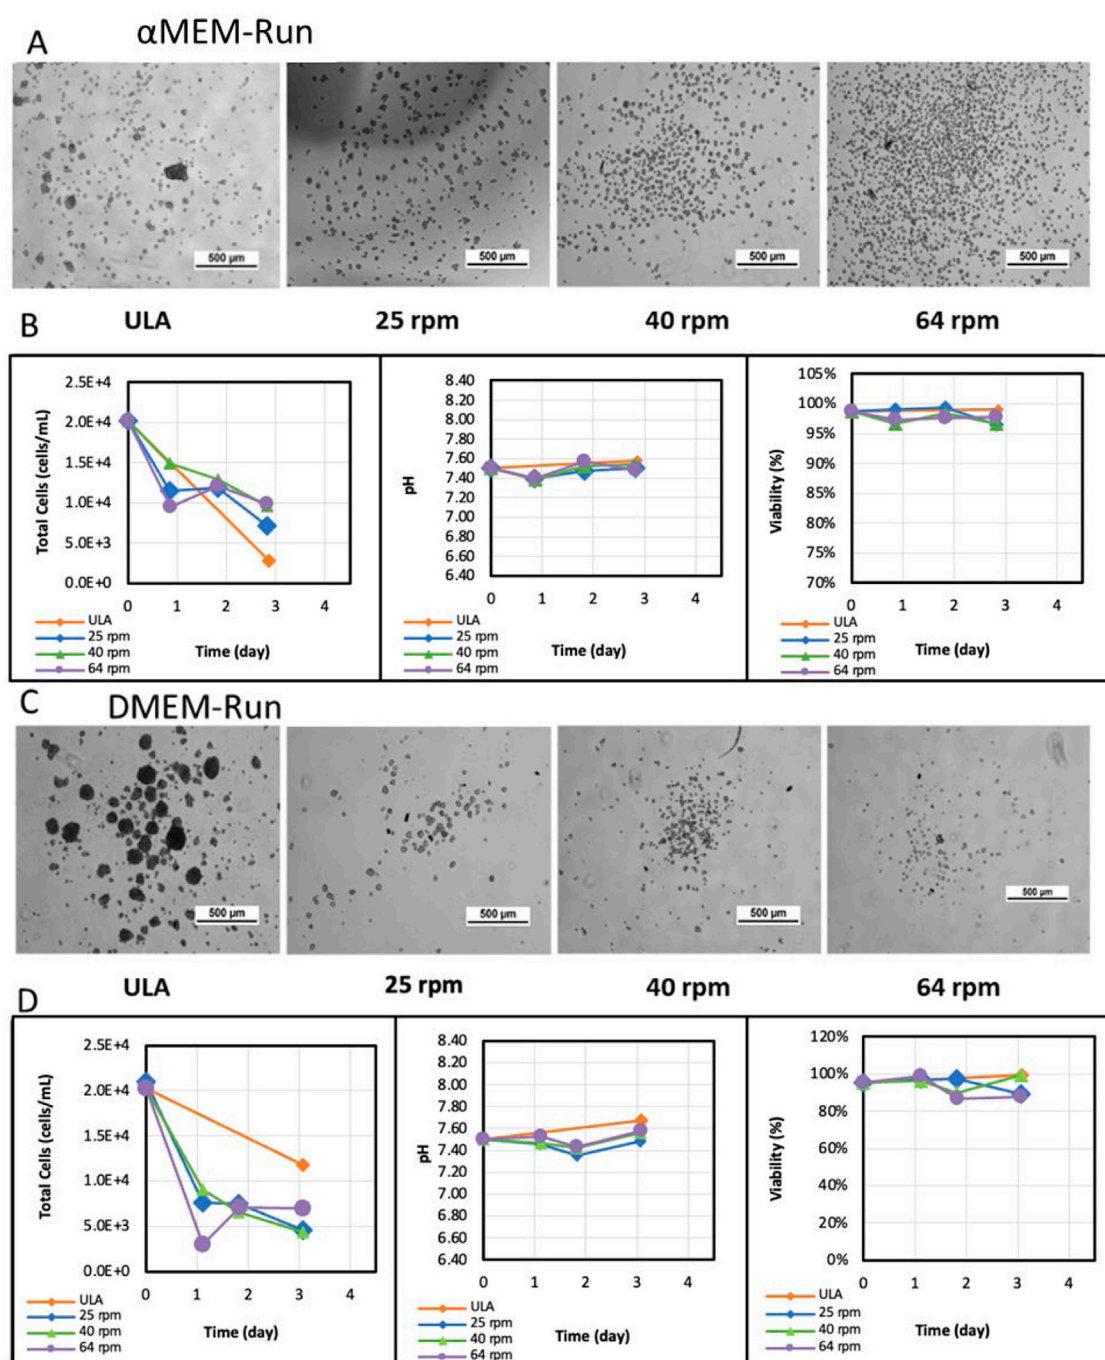 A
αMEM-Run
500 µm
500 µm
500 µm
500 µm
B
ULA
25 rpm
40 rpm
64 rpm
Total Cells (cells/mL)
2.5E+4
2.0E+4
1.5E+4
1.0E+4
5.0E+3
0.0E+0
0 1 2 3 4
Time (day)
ULA
25 rpm
40 rpm
64 rpm
pH
8.40
8.20
8.00
7.80
7.60
7.40
7.20
7.00
6.80
6.60
6.40
0 1 2 3 4
Time (day)
ULA
25 rpm
40 rpm
64 rpm
Viability (%)
105%
100%
95%
90%
85%
80%
75%
70%
0 1 2 3 4
Time (day)
ULA
25 rpm
40 rpm
64 rpm
C
DMEM-Run
500 µm
500 µm
500 µm
500 µm
D
ULA
25 rpm
40 rpm
64 rpm
Total Cells (cells/mL)
2.5E+4
2.0E+4
1.5E+4
1.0E+4
5.0E+3
0.0E+0
0 1 2 3 4
Time (day)
ULA
25 rpm
40 rpm
64 rpm
pH
8.40
8.20
8.00
7.80
7.60
7.40
7.20
7.00
6.80
6.60
6.40
0 1 2 3 4
Time (day)
ULA
25 rpm
40 rpm
64 rpm
Viability (%)
120%
100%
80%
60%
40%
20%
0%
0 1 2 3 4
Time (day)
ULA
25 rpm
40 rpm
64 rpm